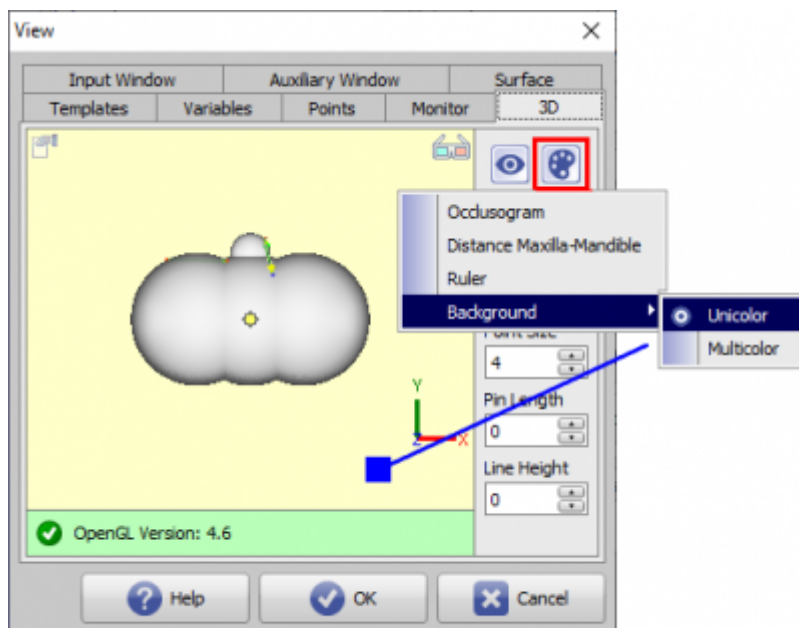 View
Input Window Auxiliary Window Surface
Templates Variables Points Monitor 3D
Occlusogram
Distance Maxilla-Mandible
Ruler
Background
Unicolor
Multicolor
Point Size
4
Y
Z X
Pin Length
0
Line Height
0
OpenGL Version: 4.6
Help OK Cancel